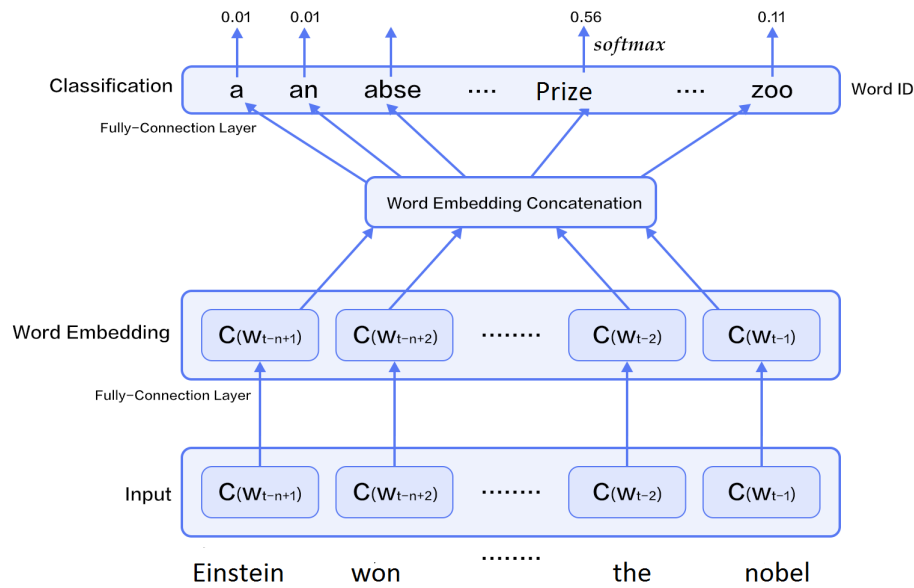 0.01 0.01 0.56 0.11
softmax
Classification a an abse .... Prize .... zoo Word ID
Fully-Connection Layer
Word Embedding Concatenation
Word Embedding C(wt-n+1) C(wt-n+2) ........ C(wt-2) C(wt-1)
Fully-Connection Layer
Input C(wt-n+1) C(wt-n+2) ........ C(wt-2) C(wt-1)
Einstein won ........ the nobel